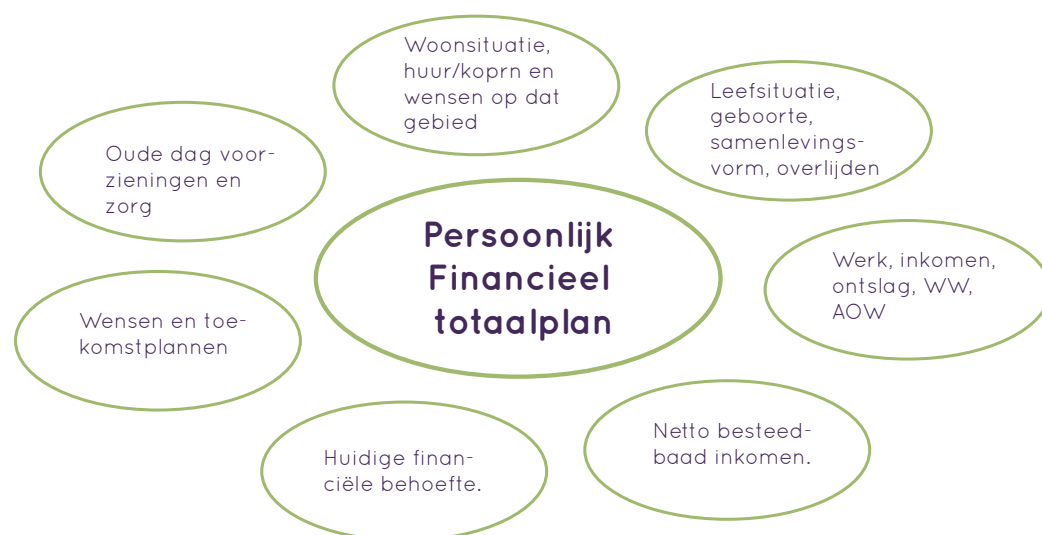 Woonsituatie,
huur/koprn en
wensen op dat
gebied
Leefsituatie,
geboorte,
samenlevings-
vorm, overlijden
Oude dag voor-
zieningen en
zorg
Persoonlijk
Financieel
totaalplan
Werk, inkomen,
ontslag, WW,
AOW
Wensen en toe-
komstplannen
Netto besteed-
baad inkomen.
Huidige finan-
ciële behoefte.